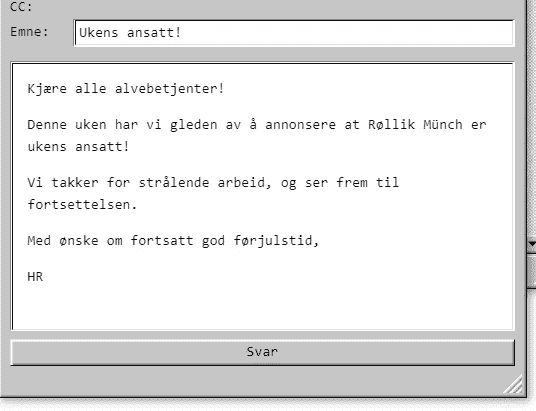 CC:
Emne: Ukens ansatt!
Kjære alle alvebetjenter!
Denne uken har vi gleden av å annonsere at Røllik Münch er
ukens ansatt!
Vi takker for strålende arbeid, og ser frem til
fortsettelsen.
Med ønske om fortsatt god førjulstid,
HR
Svar